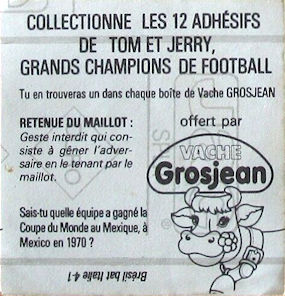 COLLECTIONNE LES 12 ADHÉSIFS
DE TOM ET JERRY,
GRANDS CHAMPIONS DE FOOTBALL
Tu en trouveras un dans chaque boîte de Vache GROSJEAN
RETENUE DU MAILLOT :
Geste interdit qui con-
siste à gêner l'adver-
saire en le tenant par le
maillot.
Sais-tu quelle équipe a gagné la
Coupe du Monde au Mexique, à
Mexico en 1970 ?
Brésil bat Italie 4-1
offert par
VACHE
Grosjean